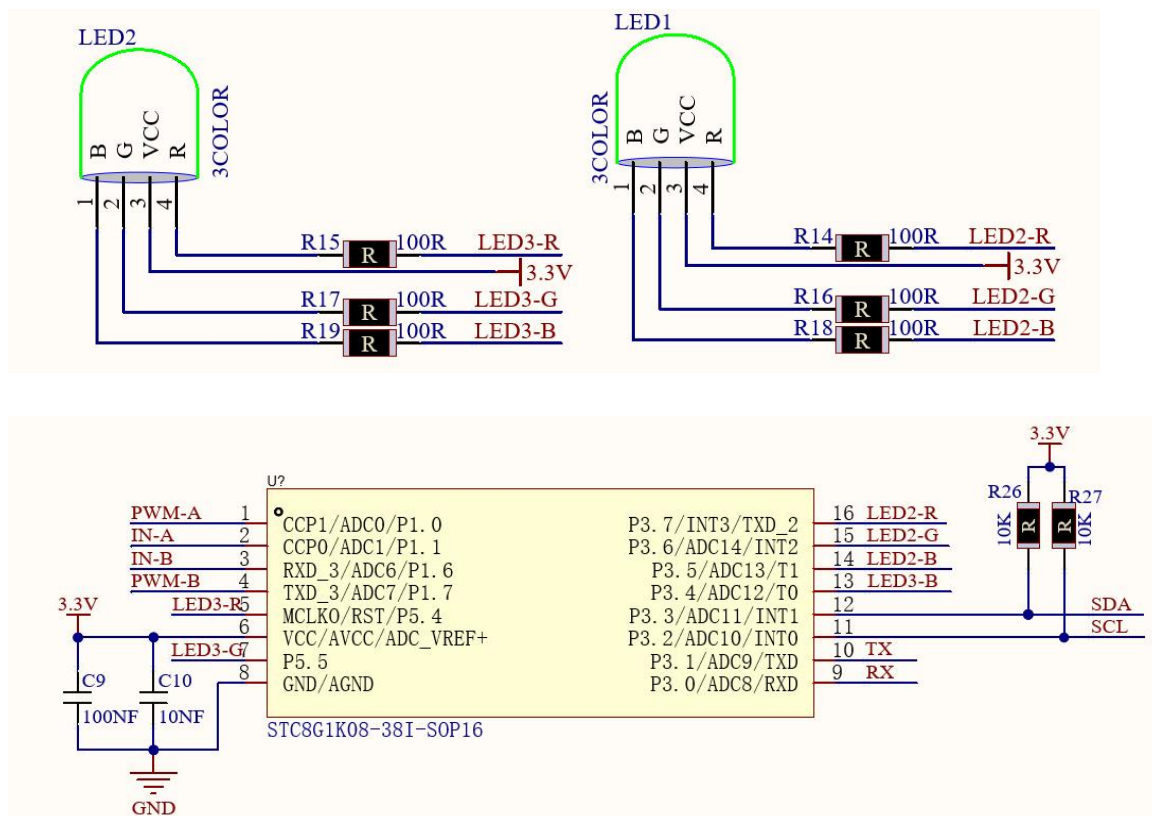 LED2
LED1
3COLOR
3COLOR
B
G
VCC
R
B
G
VCC
R
1
2
3
4
1
2
3
4
R15 R 100R LED3-R
3.3V
R17 R 100R LED3-G
R19 R 100R LED3-B
R14 R 100R LED2-R
3.3V
R16 R 100R LED2-G
R18 R 100R LED2-B
3.3V
R26 R 10K
R27 R 10K
U?
PWM-A 1 CCP1/ADC0/P1.0
IN-A 2 CCP0/ADC1/P1.1
IN-B 3 RXD_3/ADC6/P1.6
PWM-B 4 TXD_3/ADC7/P1.7
LED3-R 5 MCLKO/RST/P5.4
3.3V
6 VCC/AVCC/ADC_VREF+
LED3-G 7 P5.5
8 GND/AGND
P3.7/INT3/TXD_2 16 LED2-R
P3.6/ADC14/INT2 15 LED2-G
P3.5/ADC13/T1 14 LED2-B
P3.4/ADC12/T0 13 LED3-B
P3.3/ADC11/INT1 12 SDA
P3.2/ADC10/INT0 11 SCL
P3.1/ADC9/TXD 10 TX
P3.0/ADC8/RXD 9 RX
C9 100NF
C10 10NF
STC8G1K08-38I-SOP16
GND